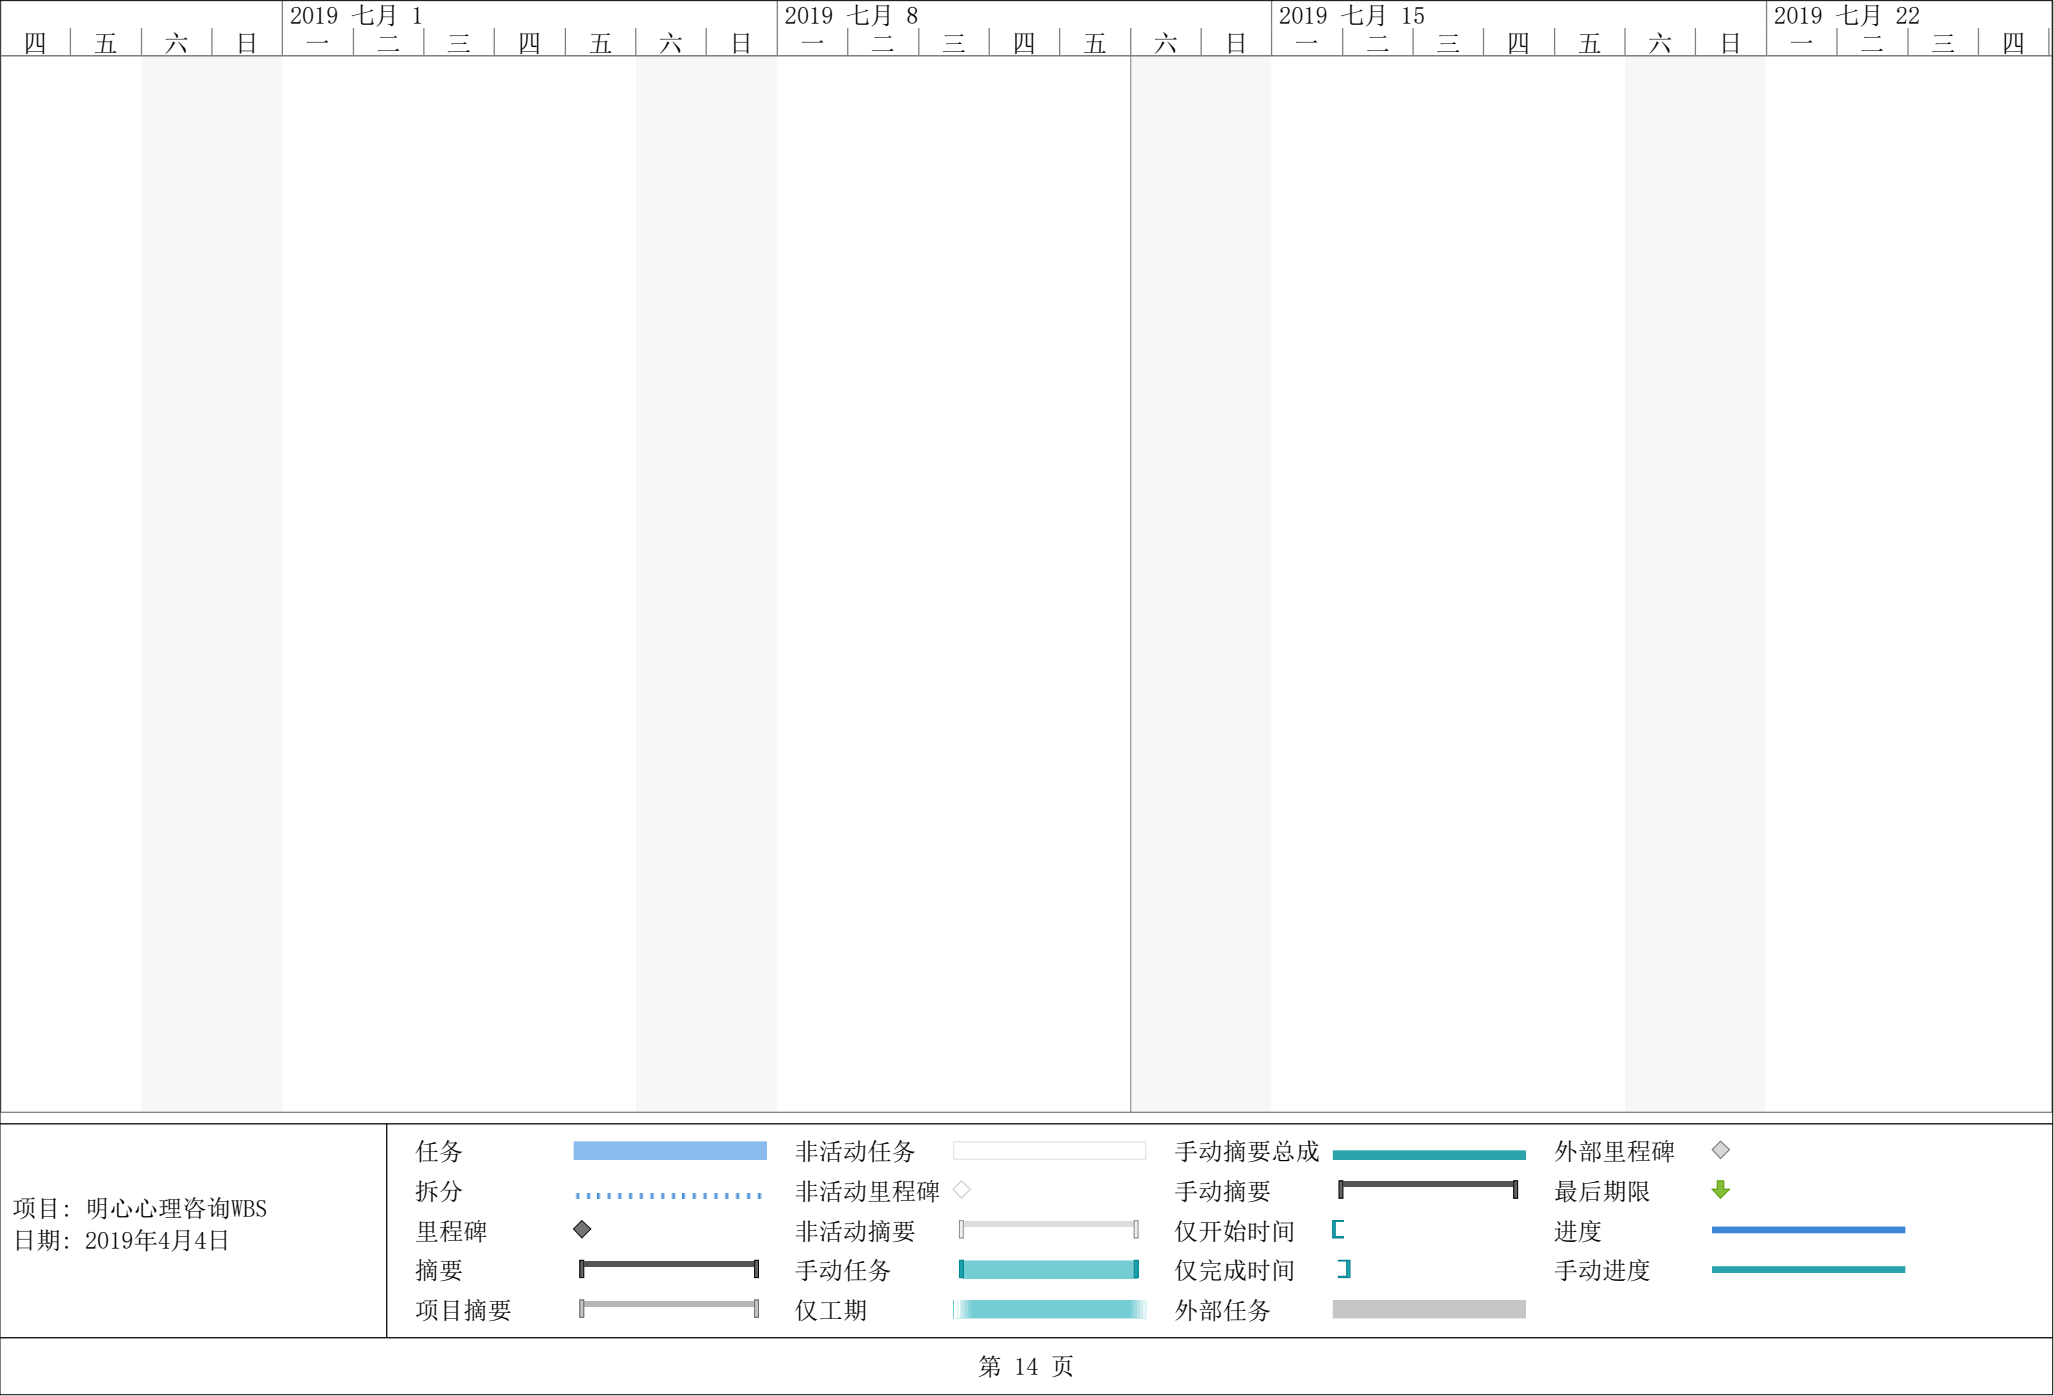 2019 七月 1 2019 七月 8 2019 七月 15 2019 七月 22
四 五 六 日 一 二 三 四 五 六 日 一 二 三 四 五 六 日 一 二 三 四 五 六 日 一 二 三 四
项目: 明心心理咨询WBS
日期: 2019年4月4日
任务 非活动任务 手动摘要总成 外部里程碑
拆分 非活动里程碑 手动摘要 最后期限
里程碑 非活动摘要 仅开始时间 进度
摘要 手动任务 仅完成时间 手动进度
项目摘要 仅工期 外部任务
第 14 页